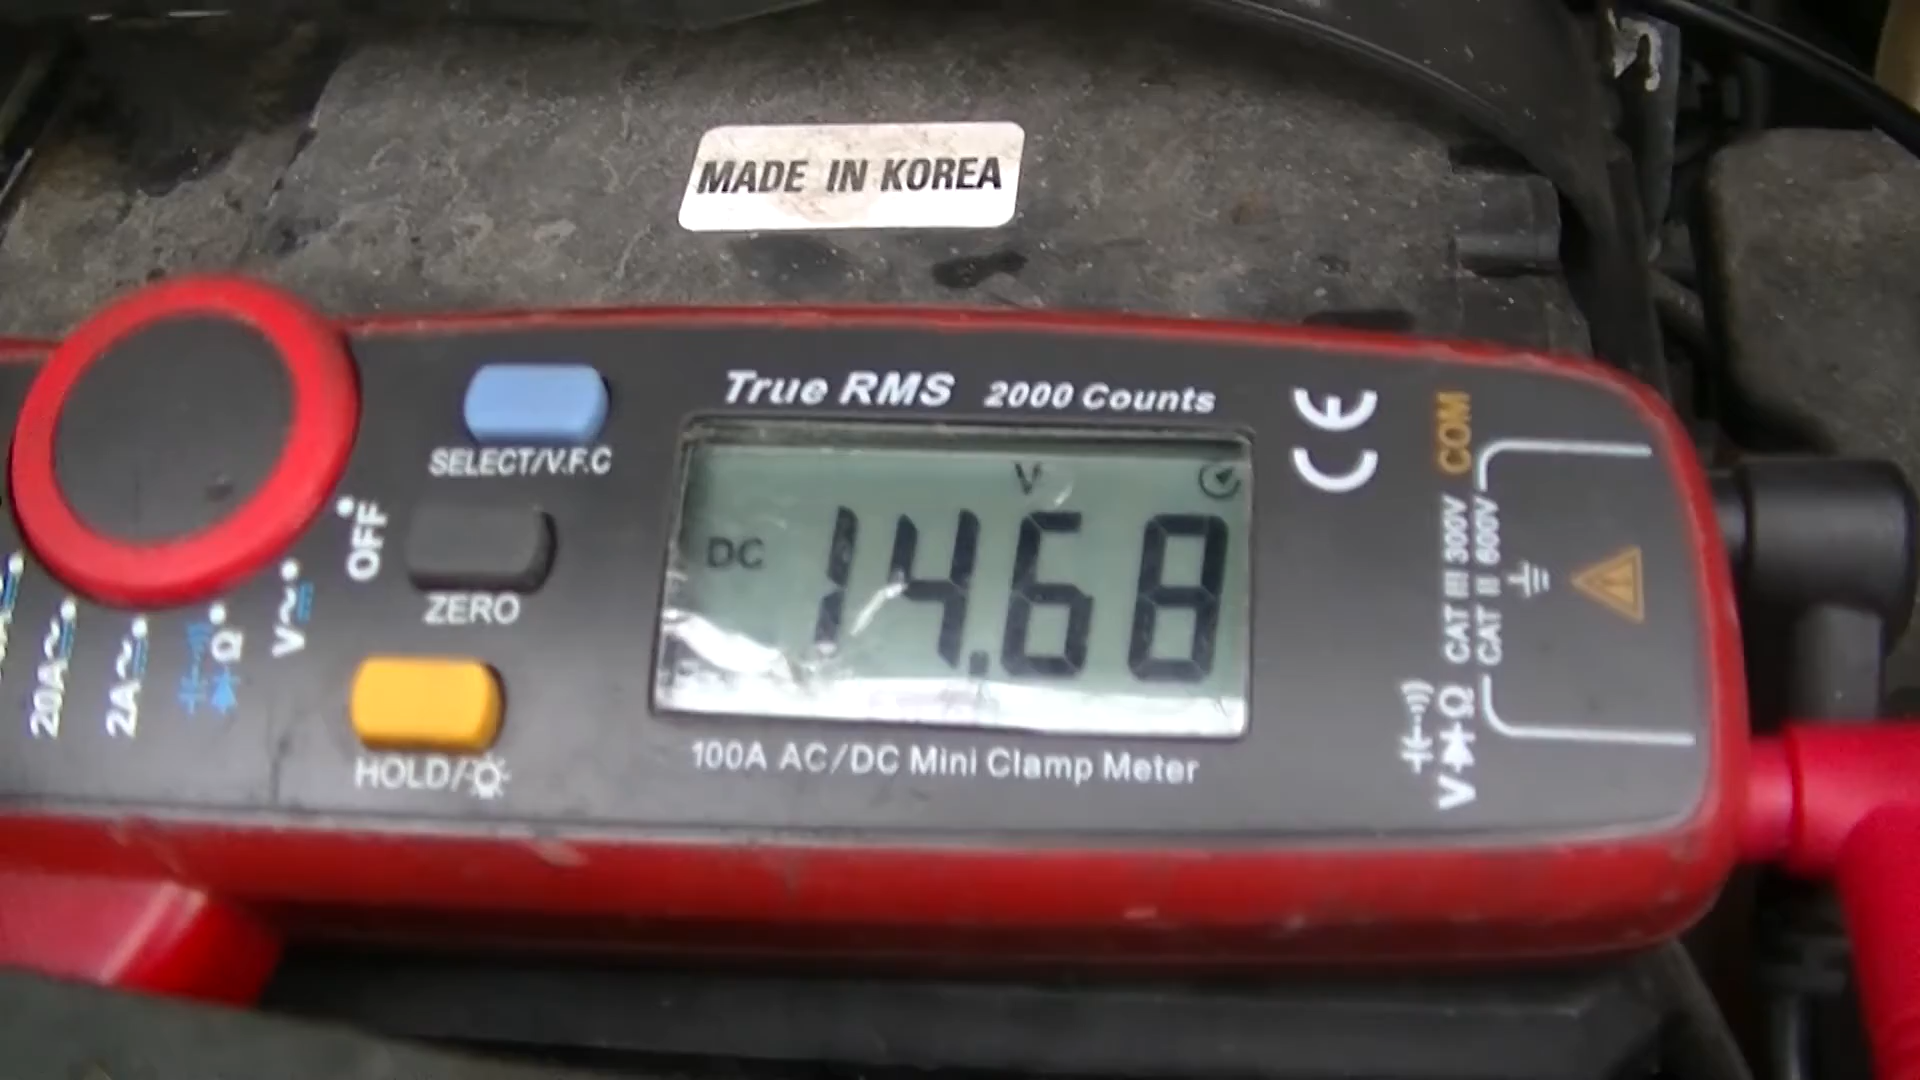 MADE IN KOREA
True RMS 2000 Counts
SELECT/V.F.C
OFF
ZERO
HOLD/
V
DC 14.68
100A AC/DC Mini Clamp Meter
20A
2A
Ω
V
CE
COM
CAT III 300V
CAT II 600V
V Ω